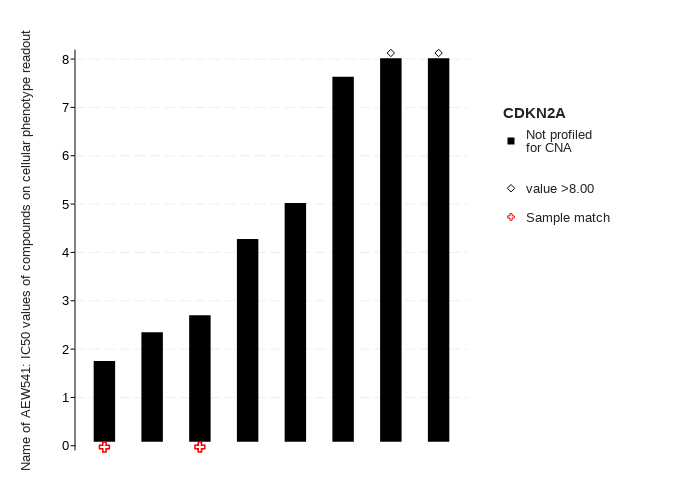 Name of AEW541: IC50 values of compounds on cellular phenotype readout
8
7
6
5
4
3
2
1
0
CDKN2A
Not profiled
for CNA
value >8.00
Sample match